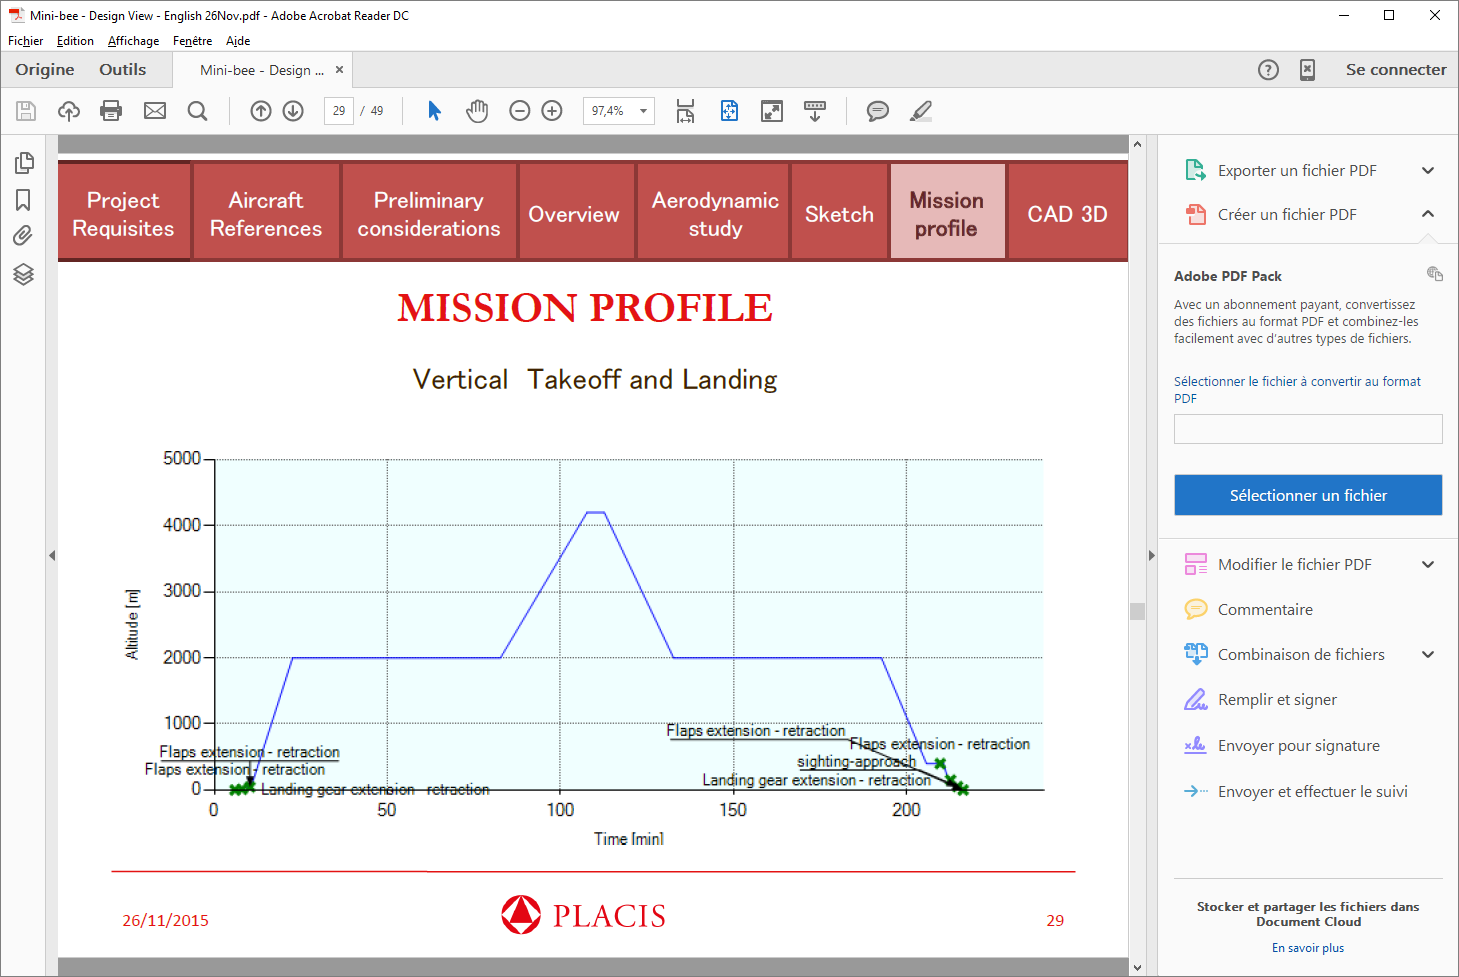 Mini-bee - Design View - English 26Nov.pdf - Adobe Acrobat Reader DC
Fichier Edition Affichage Fenêtre Aide
Origine Outils Mini-bee - Design ... × Se connecter
29 / 49 97,4%
Project Requisites
Aircraft References
Preliminary considerations
Overview
Aerodynamic study
Sketch
Mission profile
CAD 3D
MISSION PROFILE
Vertical Takeoff and Landing
5000
4000
3000
2000
1000
0
Altitude [m]
Flaps extension - retraction
Flaps extension - retraction
Landing gear extension - retraction
Flaps extension - retraction
Flaps extension - retraction
sighting-approach
Landing gear extension - retraction
0 50 100 150 200
Time [min]
26/11/2015 PLACIS 29
Exporter un fichier PDF
Créer un fichier PDF
Adobe PDF Pack
Avec un abonnement payant, convertissez
des fichiers au format PDF et combinez-les
facilement avec d'autres types de fichiers.
Sélectionner le fichier à convertir au format
PDF
Sélectionner un fichier
Modifier le fichier PDF
Commentaire
Combinaison de fichiers
Remplir et signer
Envoyer pour signature
Envoyer et effectuer le suivi
Stocker et partager les fichiers dans
Document Cloud
En savoir plus